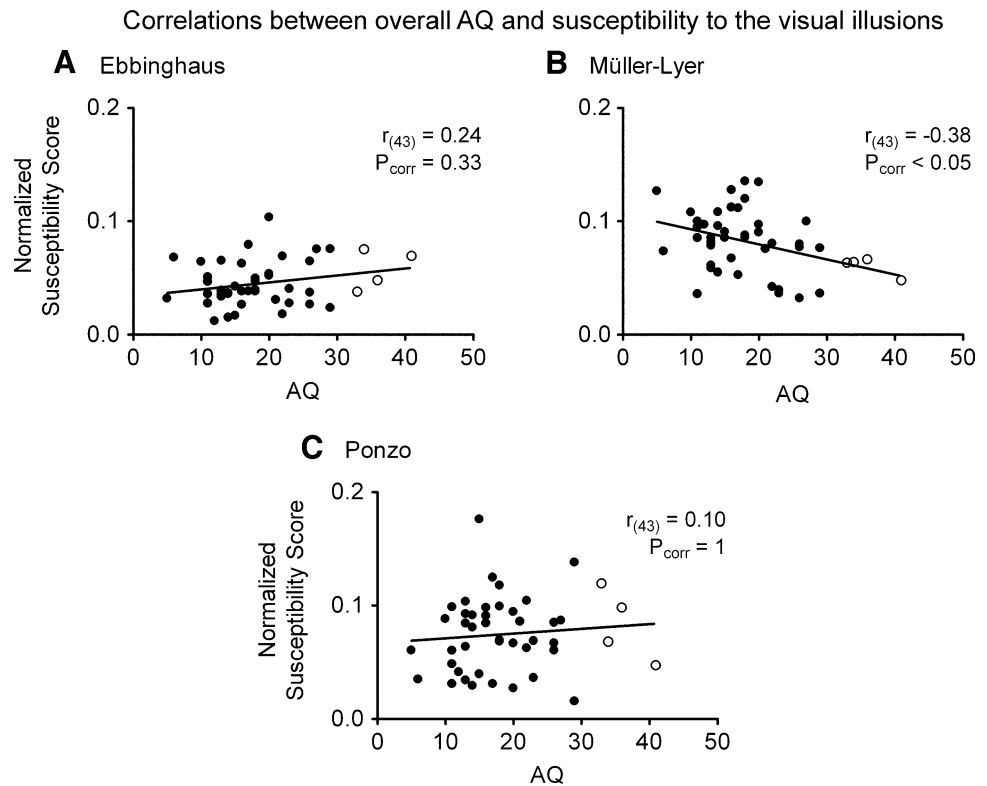 Correlations between overall AQ and susceptibility to the visual illusions
A Ebbinghaus
Normalized
Susceptibility Score
0.2
0.1
0.0
r(43) = 0.24
Pcorr = 0.33
0 10 20 30 40 50
AQ
B Müller-Lyer
0.2
0.1
0.0
r(43) = -0.38
Pcorr < 0.05
0 10 20 30 40 50
AQ
C Ponzo
Normalized
Susceptibility Score
0.2
0.1
0.0
r(43) = 0.10
Pcorr = 1
0 10 20 30 40 50
AQ